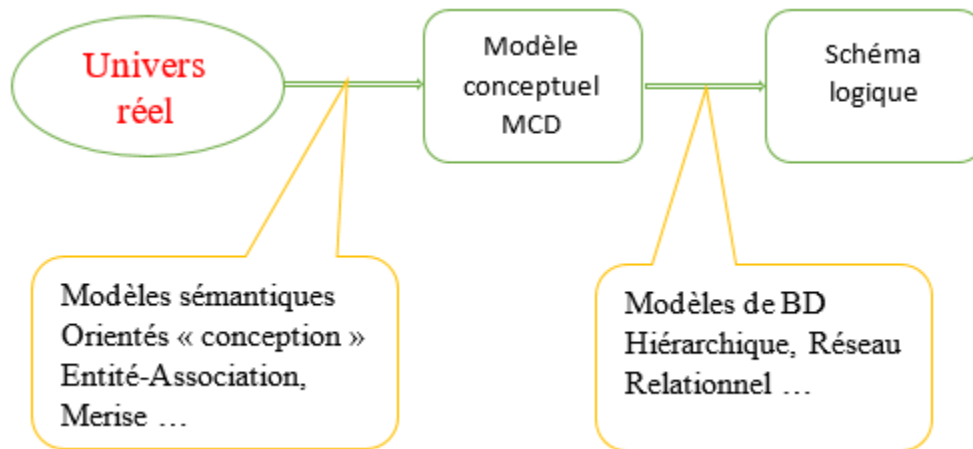 Univers
réel
Modèle
conceptuel
MCD
Schéma
logique
Modèles sémantiques
Orientés « conception »
Entité-Association,
Merise …
Modèles de BD
Hiérarchique, Réseau
Relationnel …